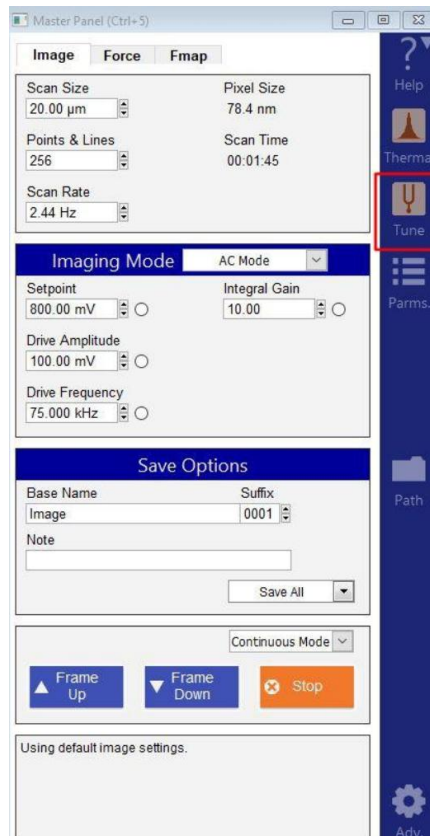 Master Panel (Ctrl+5)
Image Force Fmap
Scan Size Pixel Size
20.00 µm 78.4 nm
Points & Lines Scan Time
256 00:01:45
Scan Rate
2.44 Hz
Imaging Mode AC Mode
Setpoint Integral Gain
800.00 mV 10.00
Drive Amplitude
100.00 mV
Drive Frequency
75.000 kHz
Save Options
Base Name Suffix
Image 0001
Note
Save All
Continuous Mode
Frame Up
Frame Down
Stop
Using default image settings.
?
Help
Therma
Tune
Parms.
Path
Adv.